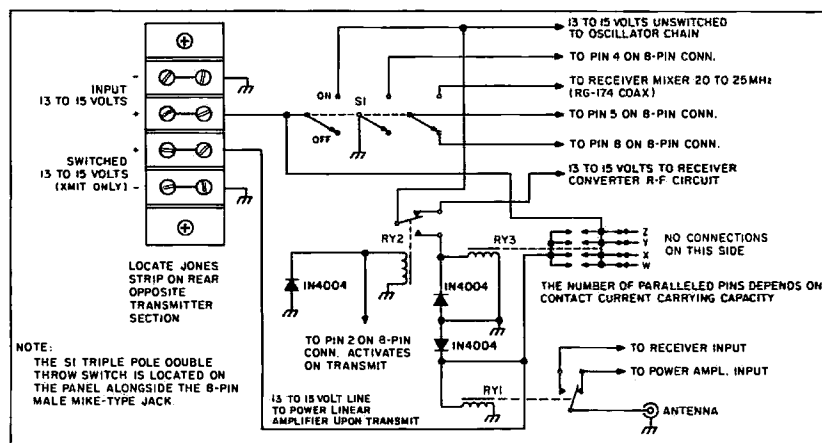 13 TO 15 VOLTS UNSWITCHED
TO OSCILLATOR CHAIN
TO PIN 4 ON 8-PIN CONN.
TO RECEIVER MIXER 20 TO 25MHz
(RG-174 COAX)
TO PIN 5 ON 8-PIN CONN.
TO PIN 8 ON 8-PIN CONN.
13 TO 15 VOLTS TO RECEIVER
CONVERTER R-F CIRCUIT
-
INPUT
13 TO 15 VOLTS
+
+
SWITCHED
13 TO 15 VOLTS
(XMIT ONLY)
-
ON
S1
OFF
LOCATE JONES
STRIP ON REAR
OPPOSITE
TRANSMITTER
SECTION
RY2
RY3
Z
Y
X
W
NO CONNECTIONS
ON THIS SIDE
THE NUMBER OF PARALLELED PINS DEPENDS ON
CONTACT CURRENT CARRYING CAPACITY
1N4004
1N4004
1N4004
TO PIN 2 ON 8-PIN
CONN. ACTIVATES
ON TRANSMIT
NOTE:
THE S1 TRIPLE POLE DOUBLE
THROW SWITCH IS LOCATED ON
THE PANEL ALONGSIDE THE 8-PIN
MALE MIKE-TYPE JACK.
13 TO 15 VOLT LINE
TO POWER LINEAR
AMPLIFIER UPON TRANSMIT
RY1
TO RECEIVER INPUT
TO POWER AMPL. INPUT
ANTENNA